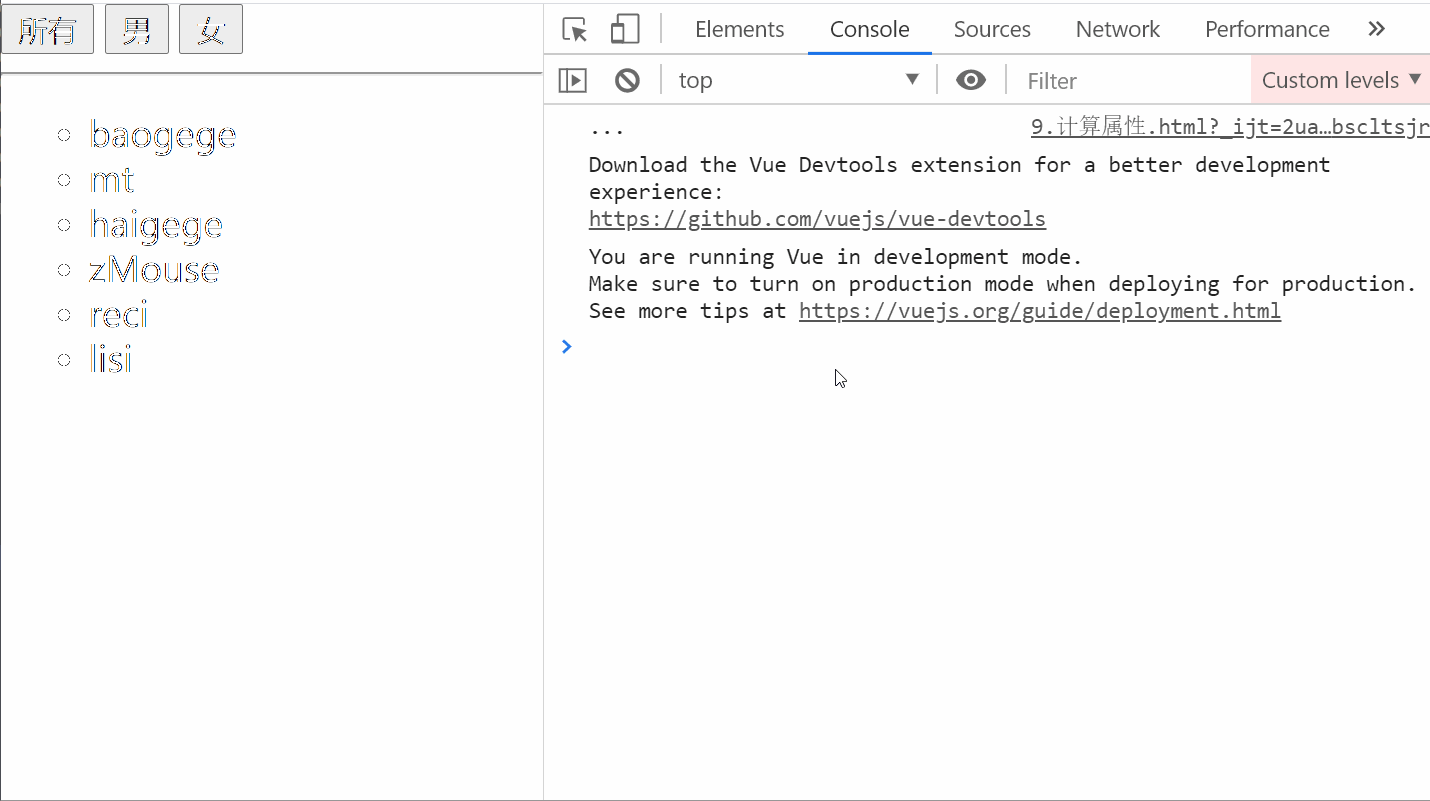 所有 男 女
baogege
mt
haigege
zMouse
reci
lisi
Elements Console Sources Network Performance
top Filter Custom levels
... 9.计算属性.html?_ijt=2ua…bscltsjr
Download the Vue Devtools extension for a better development
experience:
https://github.com/vuejs/vue-devtools
You are running Vue in development mode.
Make sure to turn on production mode when deploying for production.
See more tips at https://vuejs.org/guide/deployment.html